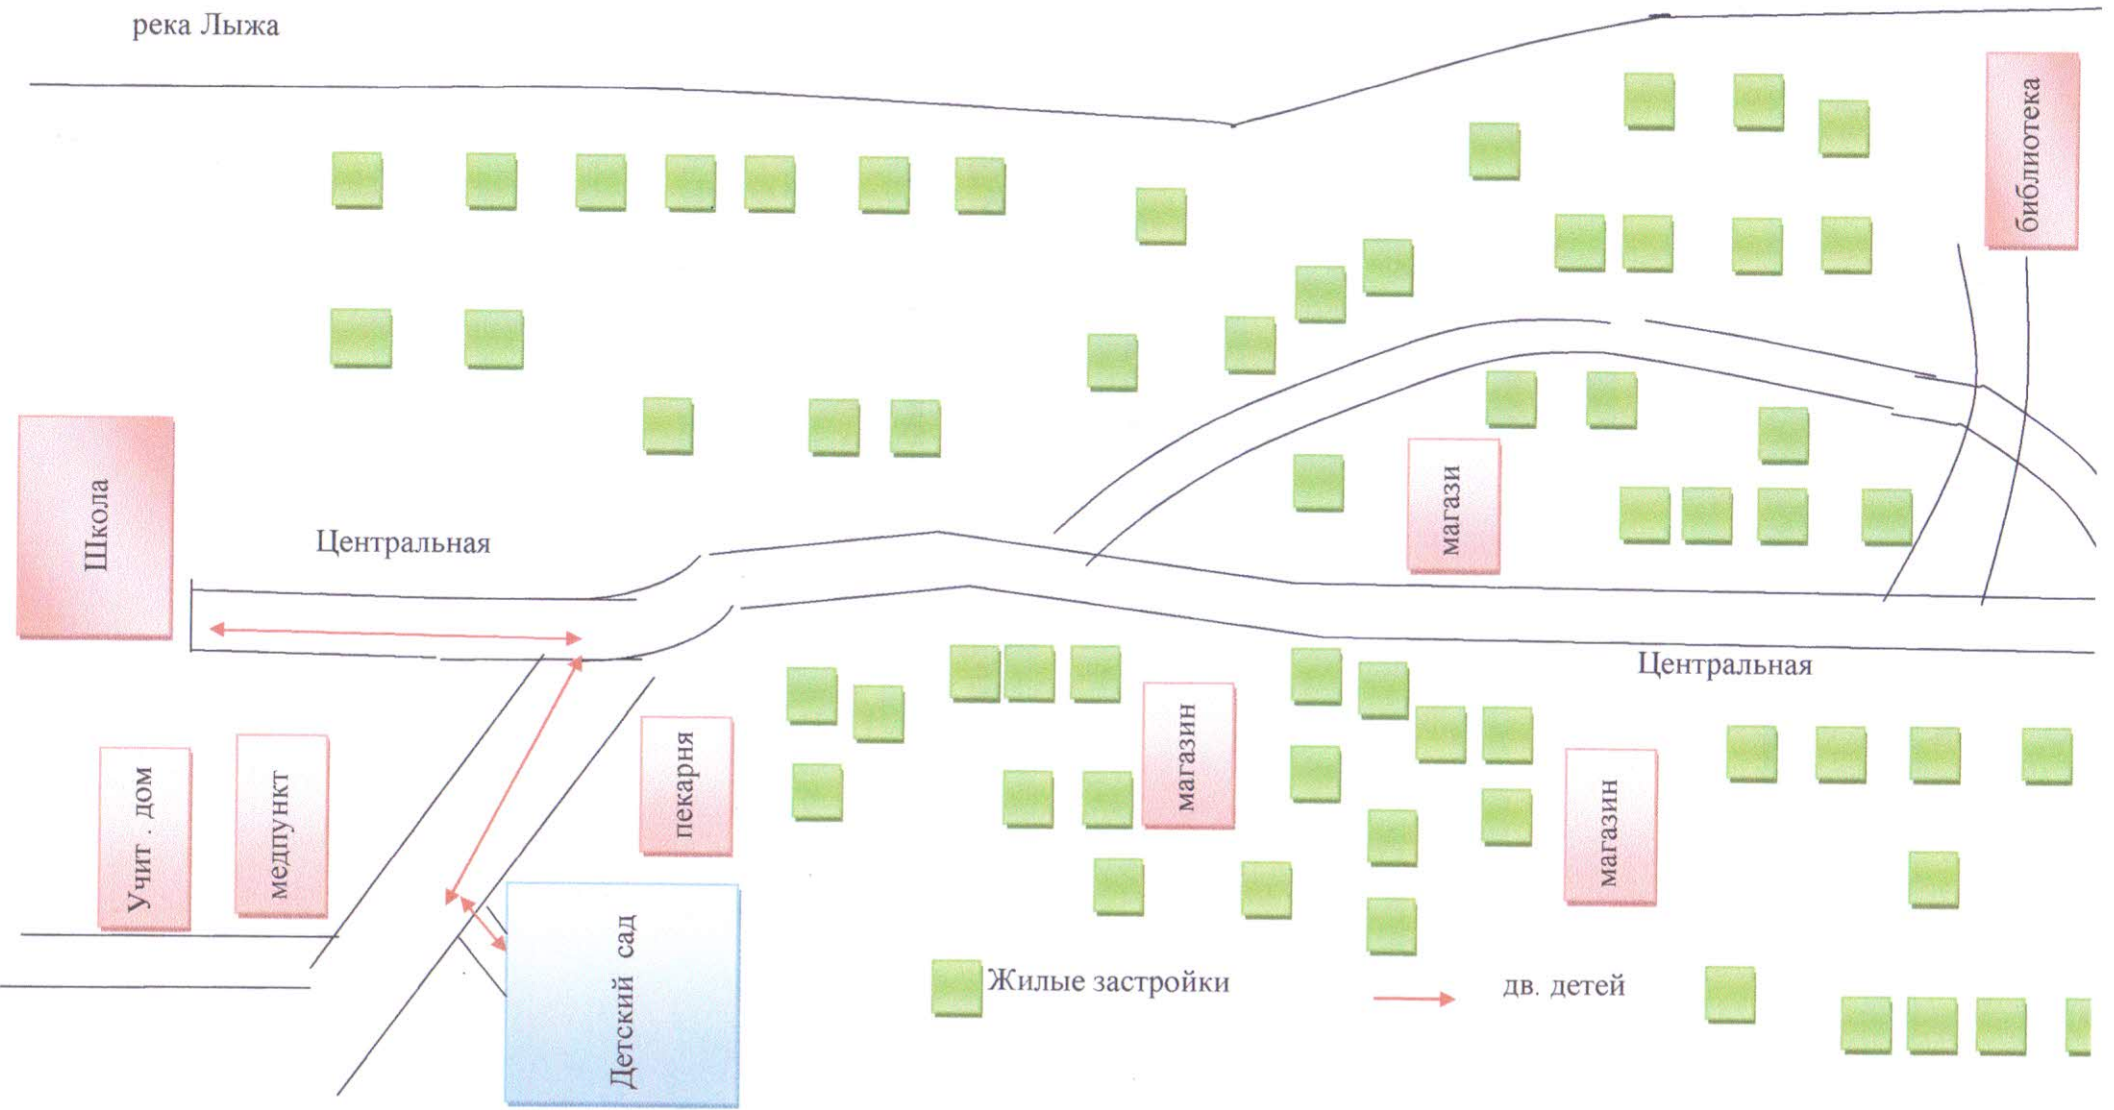 река Лыжа
библиотека
Школа
Центральная
магази
Центральная
Учит . дом
медпункт
пекарня
магазин
магазин
Детский сад
Жилые застройки
дв. детей